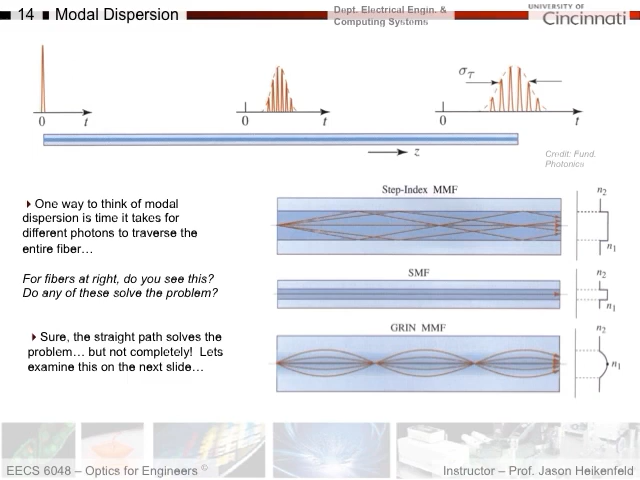 14 Modal Dispersion
Dept. Electrical Engin. &
Computing Systems
UNIVERSITY OF
Cincinnati
σ_T
0 t
0 t
0 t
z
Credit: Fund.
Photonics
One way to think of modal
dispersion is time it takes for
different photons to traverse the
entire fiber…
For fibers at right, do you see this?
Do any of these solve the problem?
Sure, the straight path solves the
problem… but not completely! Lets
examine this on the next slide…
Step-Index MMF
n₂
n₁
SMF
n₂
n₁
GRIN MMF
n₂
n₁
EECS 6048 – Optics for Engineers ©
Instructor – Prof. Jason Heikenfeld